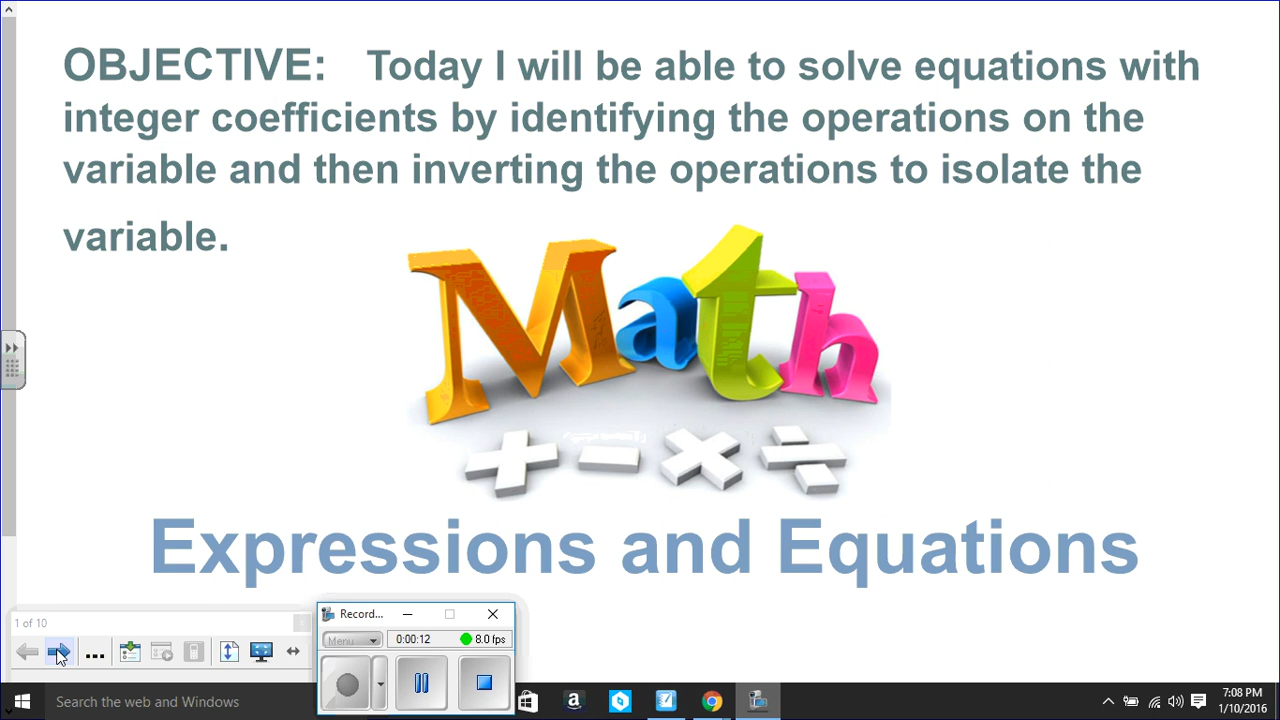 OBJECTIVE: Today I will be able to solve equations with
integer coefficients by identifying the operations on the
variable and then inverting the operations to isolate the
variable.
Math
+ − × ÷
Expressions and Equations
1 of 10
Record...
Menu
0:00:12
8.0 fps
Search the web and Windows
7:08 PM
1/10/2016